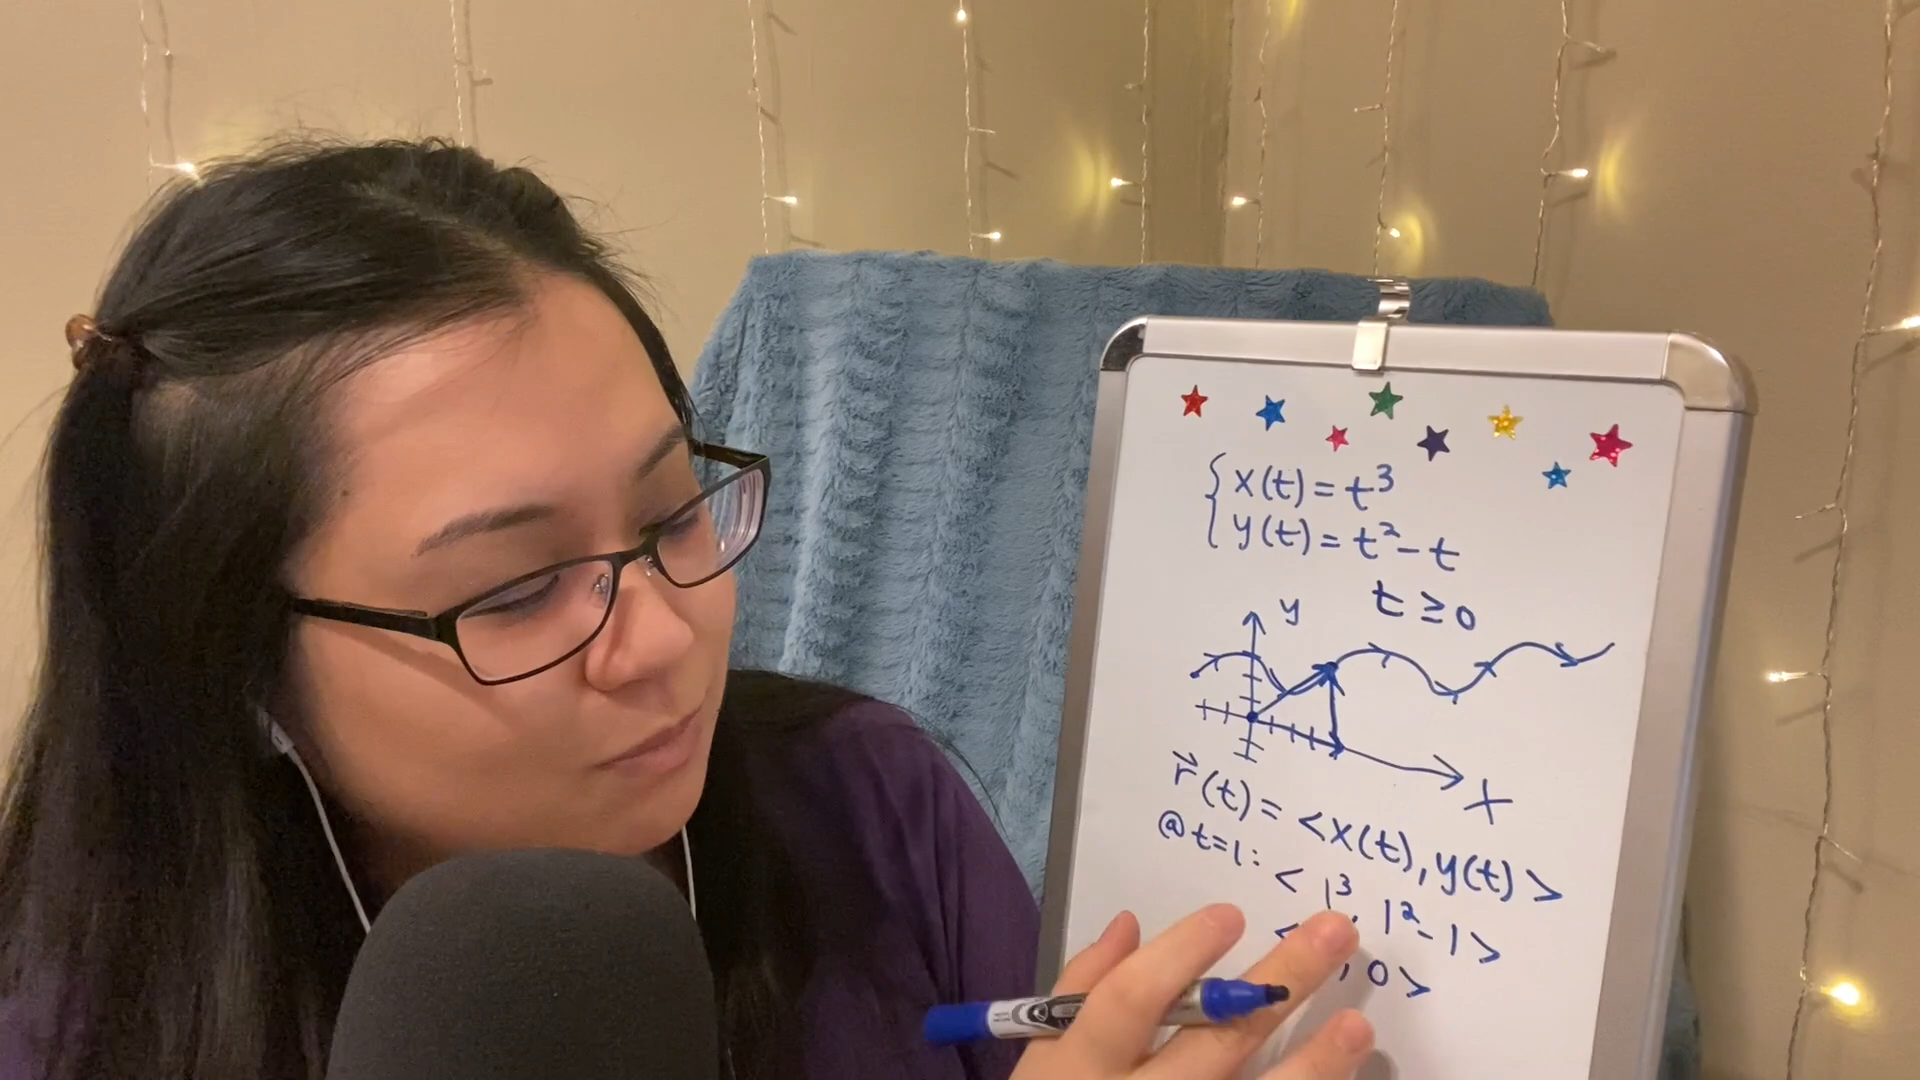 x(t) = t³
y(t) = t² - t
t ≥ 0
y
x
r⃗(t) = <x(t), y(t)>
@t=1: <1³, 1²-1>
< , 0>